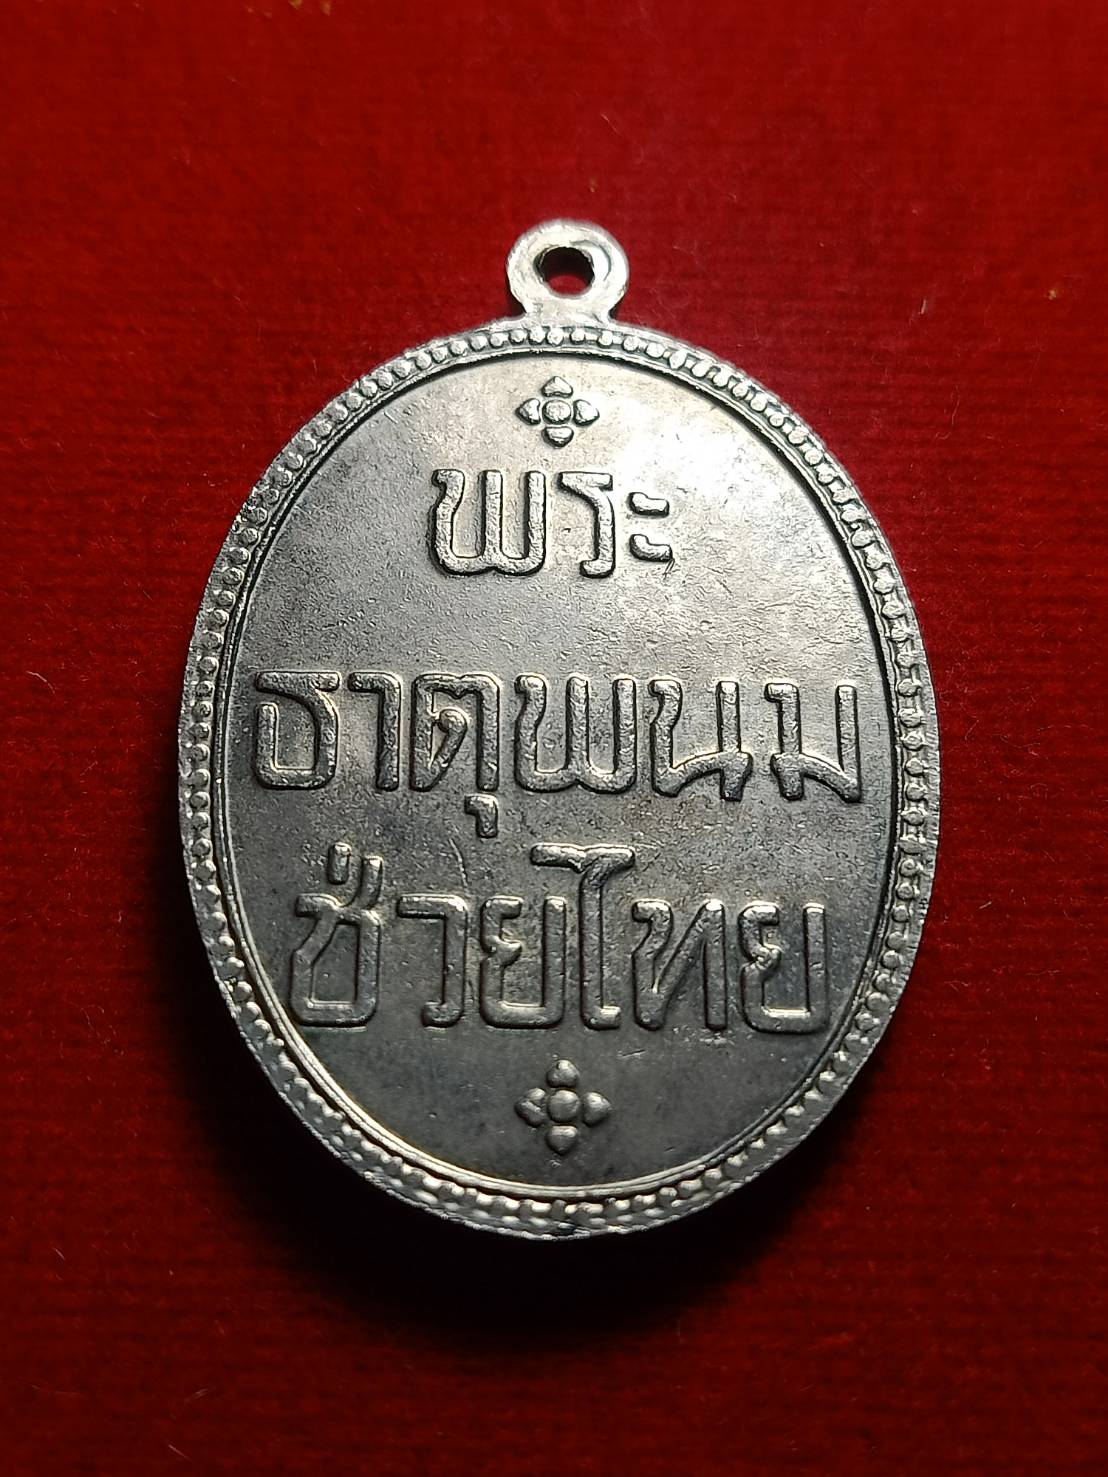 พระ
ธาตุพนม
ช่วยไทย